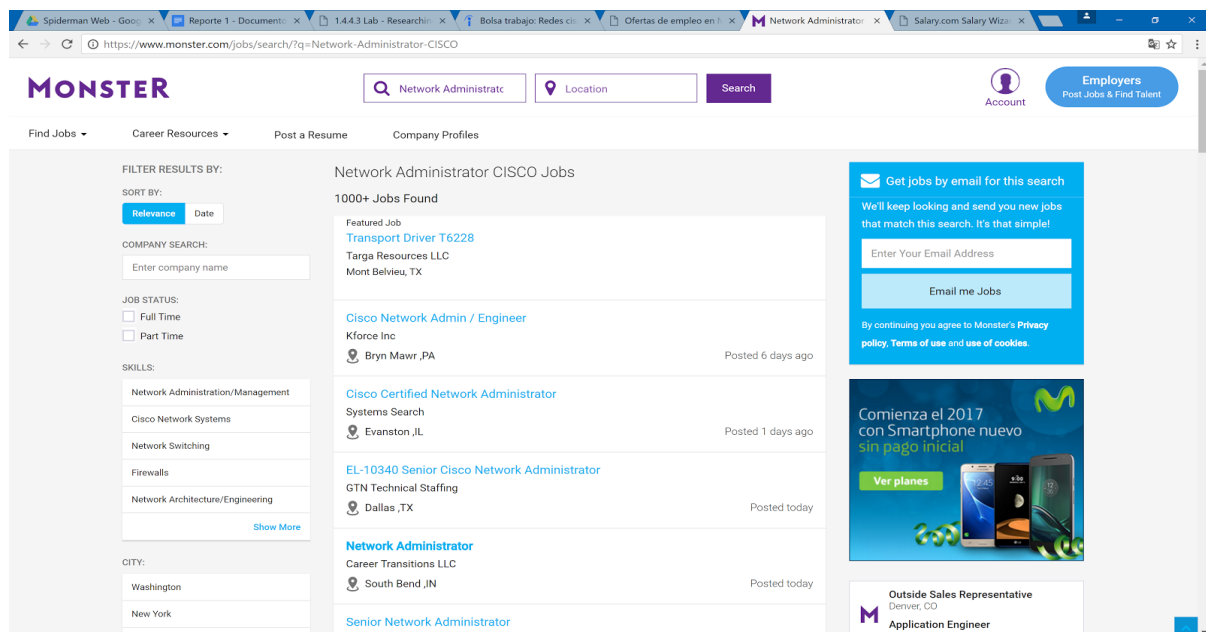 Spiderman Web - Goog
Reporte 1 - Documento
1.4.4.3 Lab - Researchin
Bolsa trabajo: Redes cis
Ofertas de empleo en
Network Administrator
Salary.com Salary Wiza
https://www.monster.com/jobs/search/?q=Network-Administrator-CISCO
MONSTER
Network Administratc
Location
Search
Account
Employers
Post Jobs & Find Talent
Find Jobs
Career Resources
Post a Resume
Company Profiles
FILTER RESULTS BY:
SORT BY:
Relevance
Date
COMPANY SEARCH:
Enter company name
JOB STATUS:
Full Time
Part Time
SKILLS:
Network Administration/Management
Cisco Network Systems
Network Switching
Firewalls
Network Architecture/Engineering
Show More
CITY:
Washington
New York
Network Administrator CISCO Jobs
1000+ Jobs Found
Featured Job
Transport Driver T6228
Targa Resources LLC
Mont Belvieu, TX
Cisco Network Admin / Engineer
Kforce Inc
Bryn Mawr ,PA
Posted 6 days ago
Cisco Certified Network Administrator
Systems Search
Evanston ,IL
Posted 1 days ago
EL-10340 Senior Cisco Network Administrator
GTN Technical Staffing
Dallas ,TX
Posted today
Network Administrator
Career Transitions LLC
South Bend ,IN
Posted today
Senior Network Administrator
Get jobs by email for this search
We'll keep looking and send you new jobs
that match this search. It's that simple!
Enter Your Email Address
Email me Jobs
By continuing you agree to Monster's Privacy
policy, Terms of use and use of cookies.
Comienza el 2017
con Smartphone nuevo
sin pago inicial
Ver planes
Outside Sales Representative
Denver, CO
Application Engineer